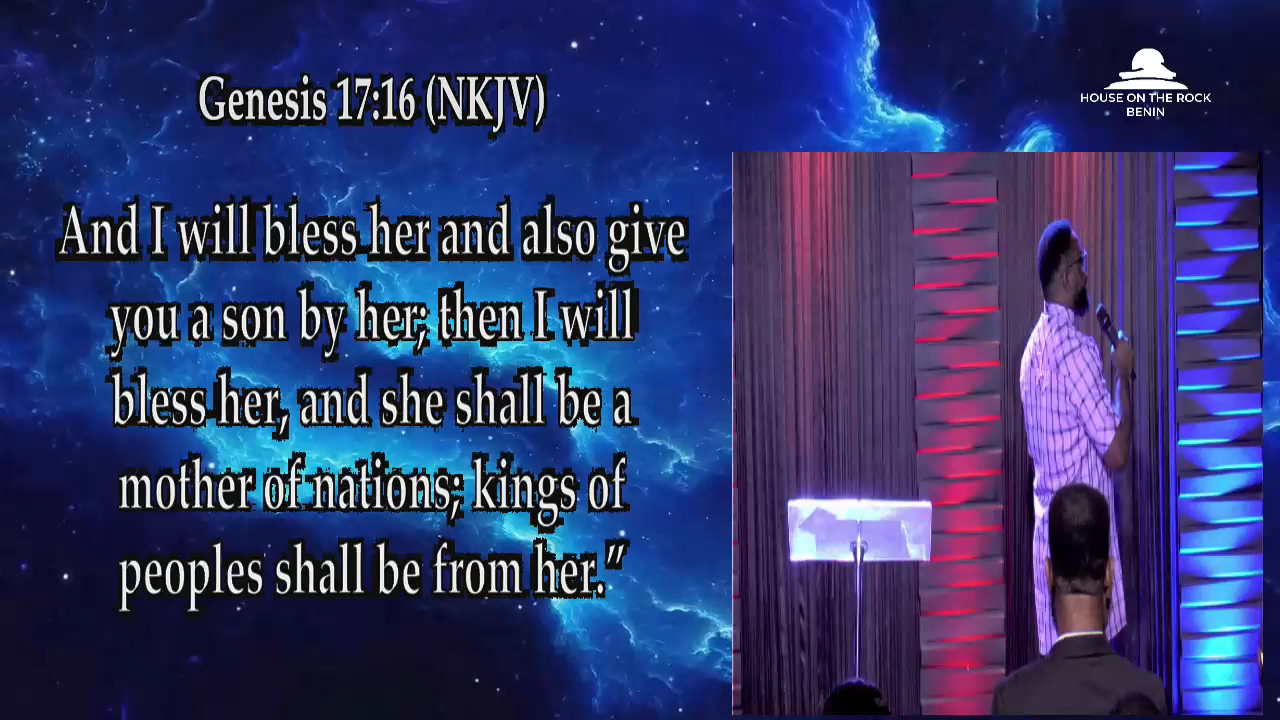 Genesis 17:16 (NKJV)
And I will bless her and also give
you a son by her; then I will
bless her, and she shall be a
mother of nations; kings of
peoples shall be from her.”
HOUSE ON THE ROCK
BENIN